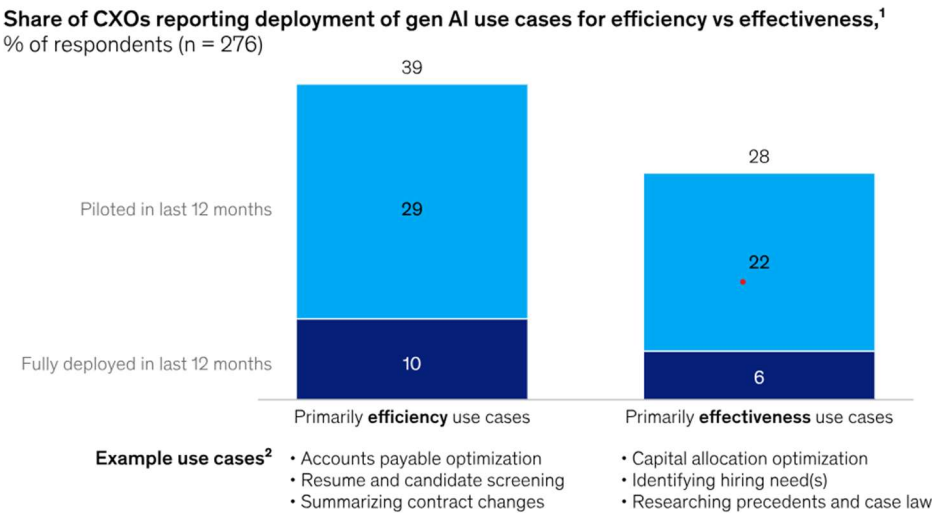 Share of CXOs reporting deployment of gen AI use cases for efficiency vs effectiveness,¹
% of respondents (n = 276)
39
28
Piloted in last 12 months
29
22
Fully deployed in last 12 months
10
6
Primarily efficiency use cases
Primarily effectiveness use cases
Example use cases²
• Accounts payable optimization
• Resume and candidate screening
• Summarizing contract changes
• Capital allocation optimization
• Identifying hiring need(s)
• Researching precedents and case law